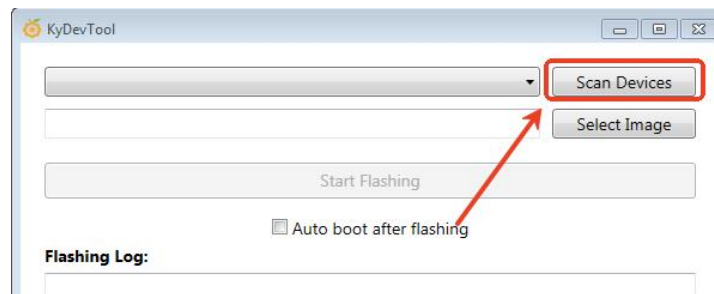 KyDevTool
Scan Devices
Select Image
Start Flashing
Auto boot after flashing
Flashing Log: